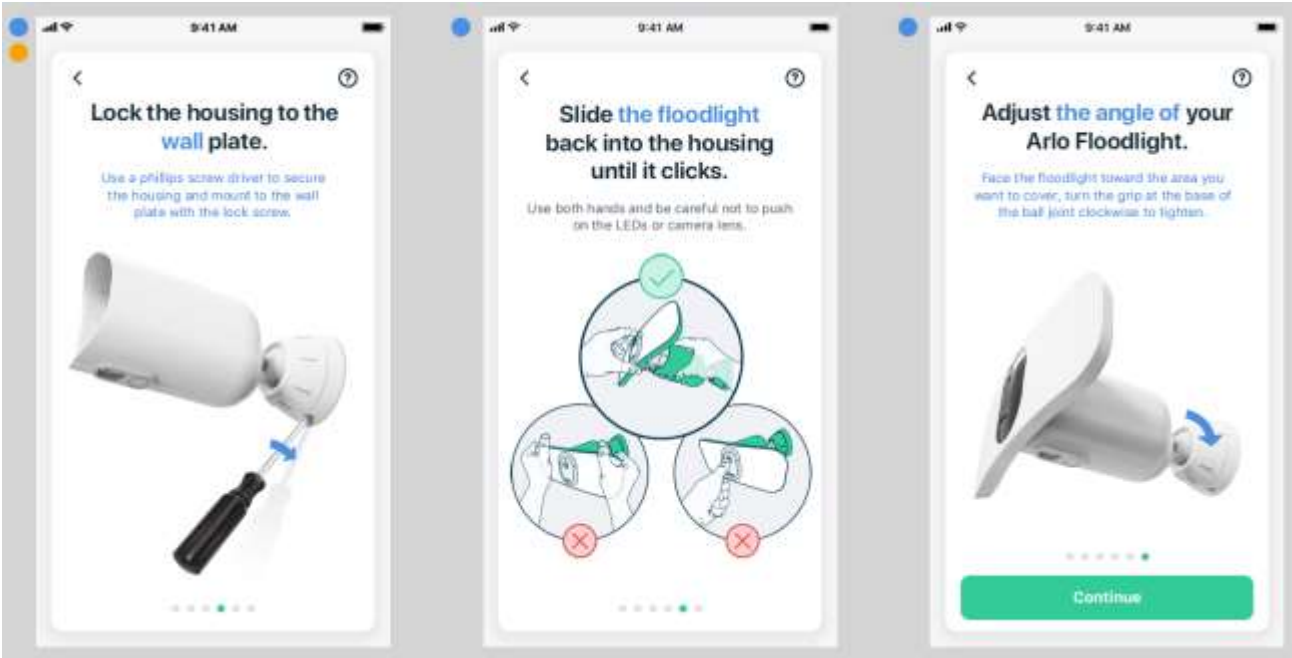 9:41 AM
Lock the housing to the
wall plate.
Use a phillips screw driver to secure
the housing and mount to the wall
plate with the lock screw.
9:41 AM
Slide the floodlight
back into the housing
until it clicks.
Use both hands and be careful not to push
on the LEDs or camera lens.
9:41 AM
Adjust the angle of your
Arlo Floodlight.
Face the floodlight toward the area you
want to cover, turn the grip at the base of
the ball joint clockwise to tighten.
Continue